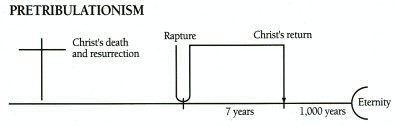 PRETRIBULATIONISM
Christ's death
and resurrection
Rapture
Christ's return
7 years
1,000 years
Eternity